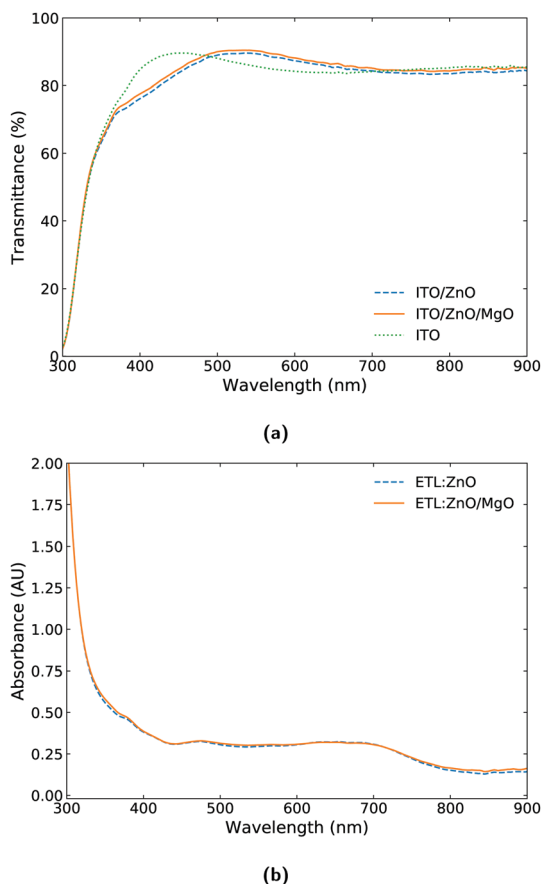 100
80
60
40
20
0
Transmittance (%)
ITO/ZnO
ITO/ZnO/MgO
ITO
300 400 500 600 700 800 900
Wavelength (nm)
(a)
2.00
1.75
1.50
1.25
1.00
0.75
0.50
0.25
0.00
Absorbance (AU)
ETL:ZnO
ETL:ZnO/MgO
300 400 500 600 700 800 900
Wavelength (nm)
(b)